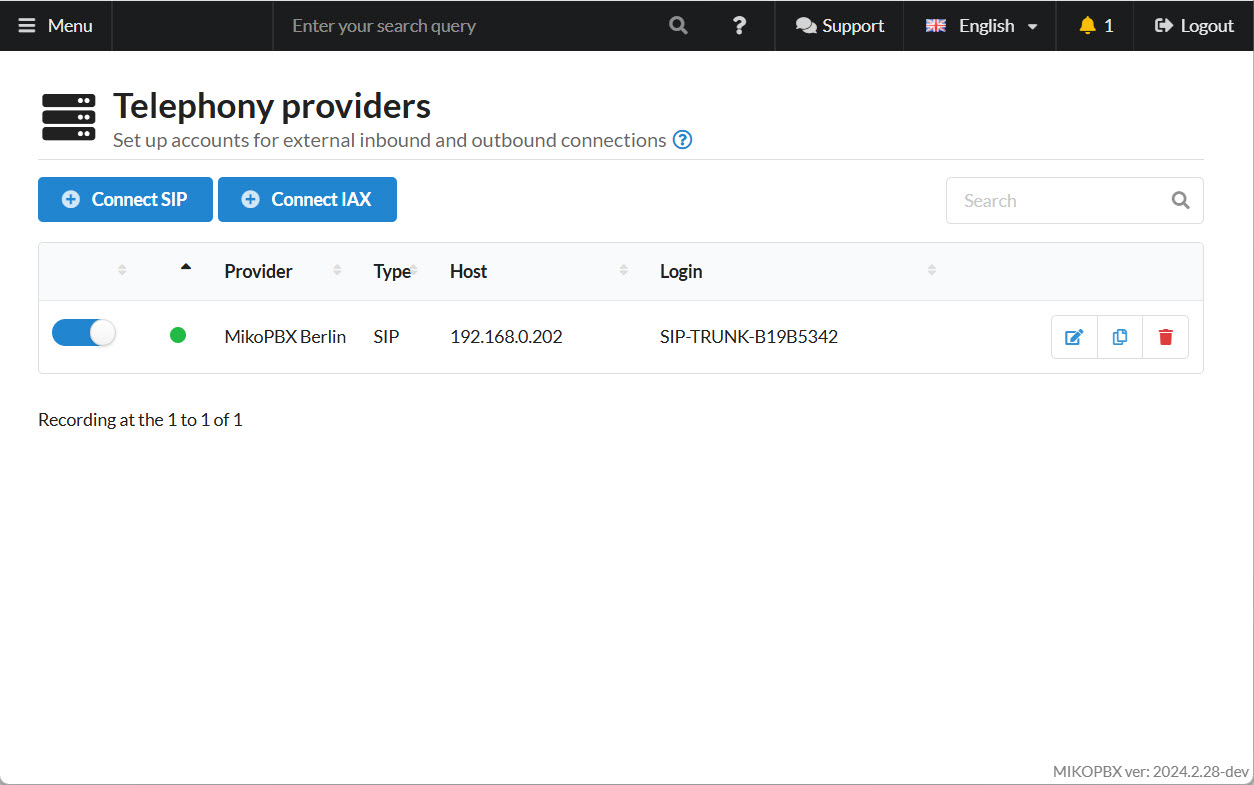 Menu Enter your search query ? Support English 1 Logout
Telephony providers
Set up accounts for external inbound and outbound connections ?
Connect SIP Connect IAX Search
Provider Type Host Login
MikoPBX Berlin SIP 192.168.0.202 SIP-TRUNK-B19B5342
Recording at the 1 to 1 of 1
MIKOPBX ver: 2024.2.28-dev